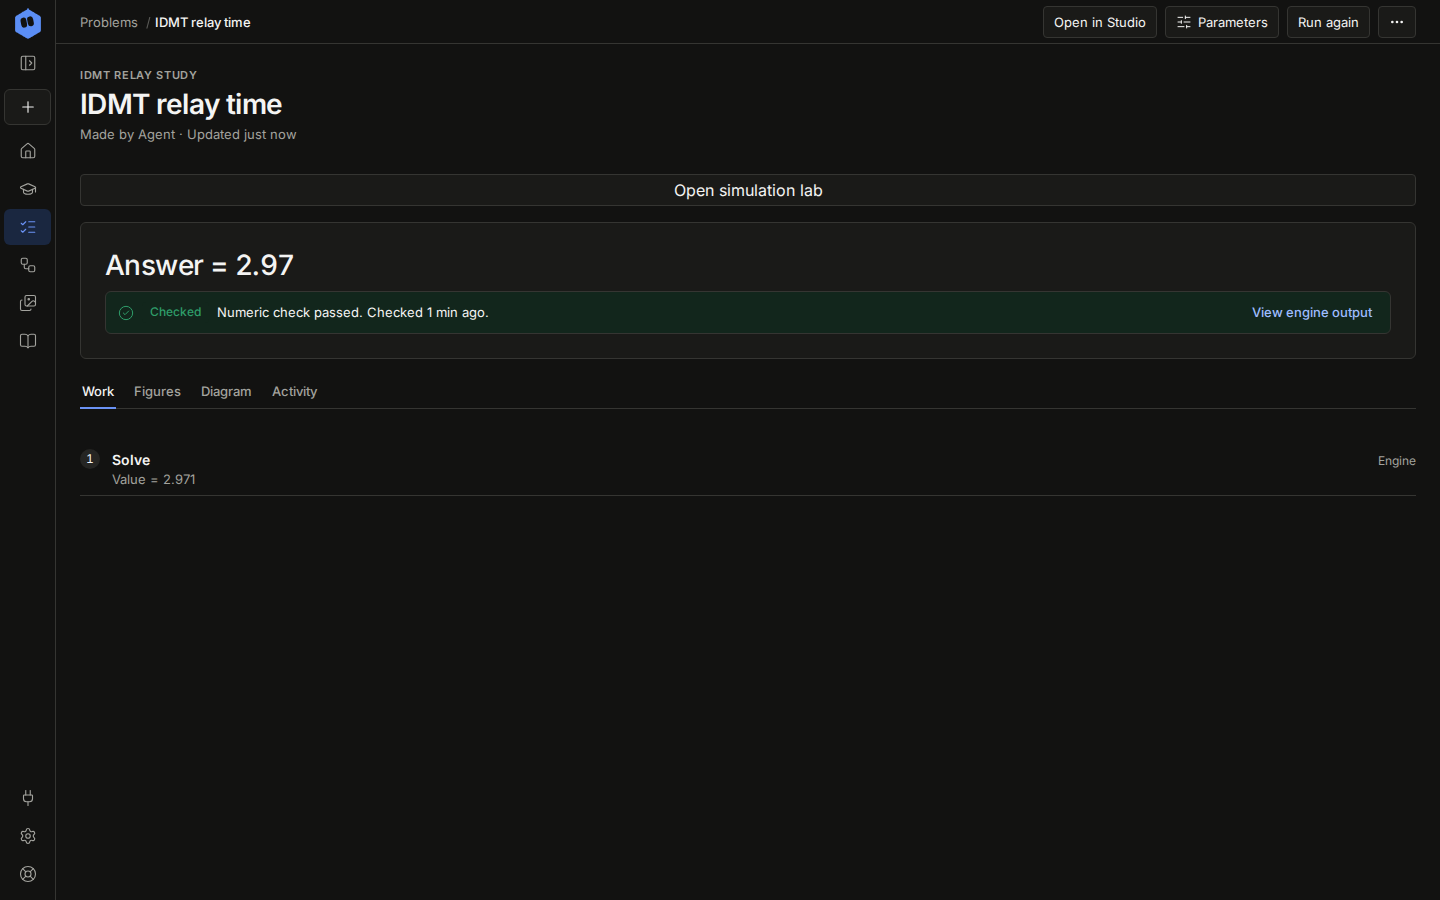 Problems / IDMT relay time
Open in Studio
Parameters
Run again
IDMT RELAY STUDY
IDMT relay time
Made by Agent · Updated just now
Open simulation lab
Answer = 2.97
Checked Numeric check passed. Checked 1 min ago. View engine output
Work Figures Diagram Activity
1 Solve Engine
Value = 2.971